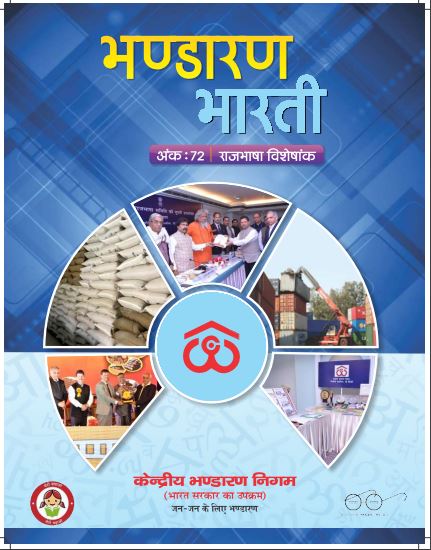 भण्डारण
भारती
अंक : 72 राजभाषा विशेषांक
केन्द्रीय भण्डारण निगम
(भारत सरकार का उपक्रम)
जन-जन के लिए भण्डारण